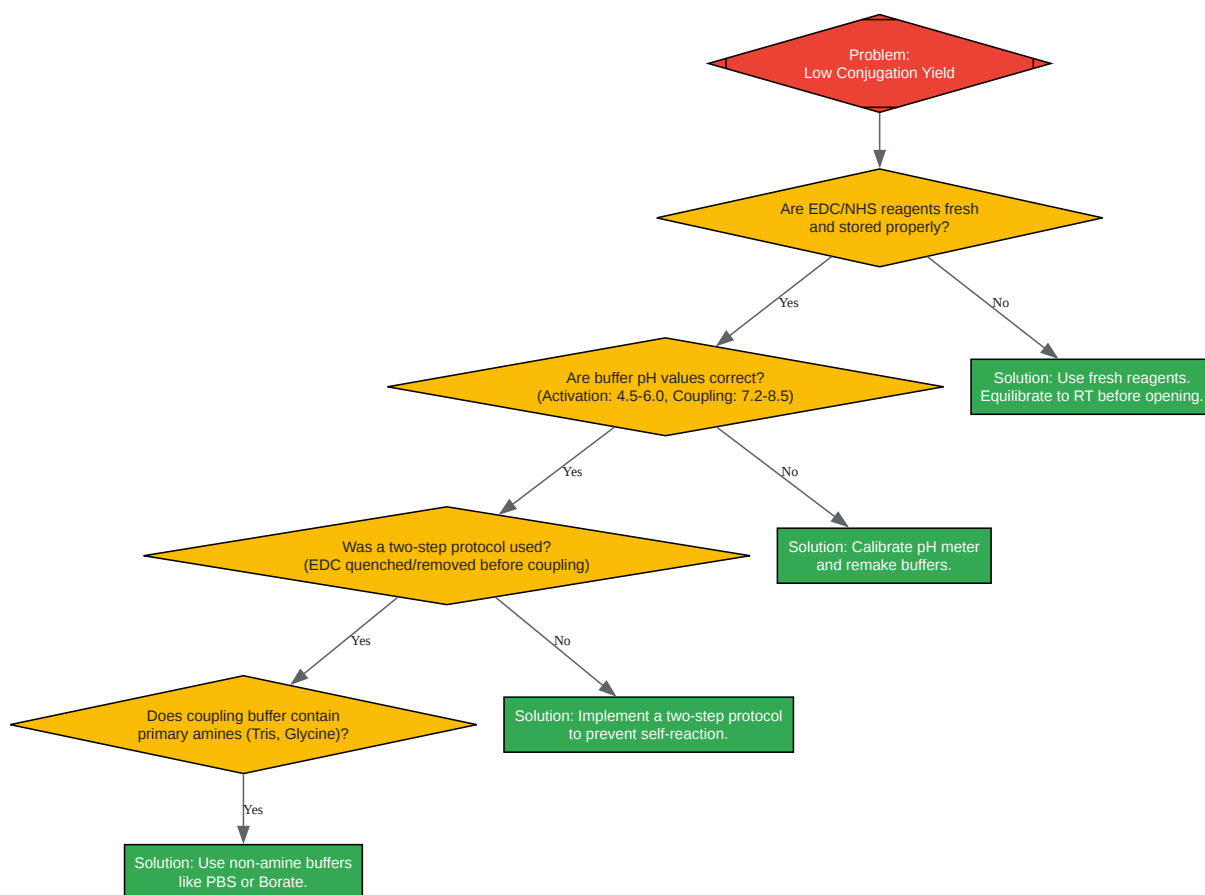 Problem:
Low Conjugation Yield
Are EDC/NHS reagents fresh
and stored properly?
Yes
No
Are buffer pH values correct?
(Activation: 4.5-6.0, Coupling: 7.2-8.5)
Solution: Use fresh reagents.
Equilibrate to RT before opening.
Yes
No
Was a two-step protocol used?
(EDC quenched/removed before coupling)
Solution: Calibrate pH meter
and remake buffers.
Yes
No
Does coupling buffer contain
primary amines (Tris, Glycine)?
Solution: Implement a two-step protocol
to prevent self-reaction.
Yes
Solution: Use non-amine buffers
like PBS or Borate.